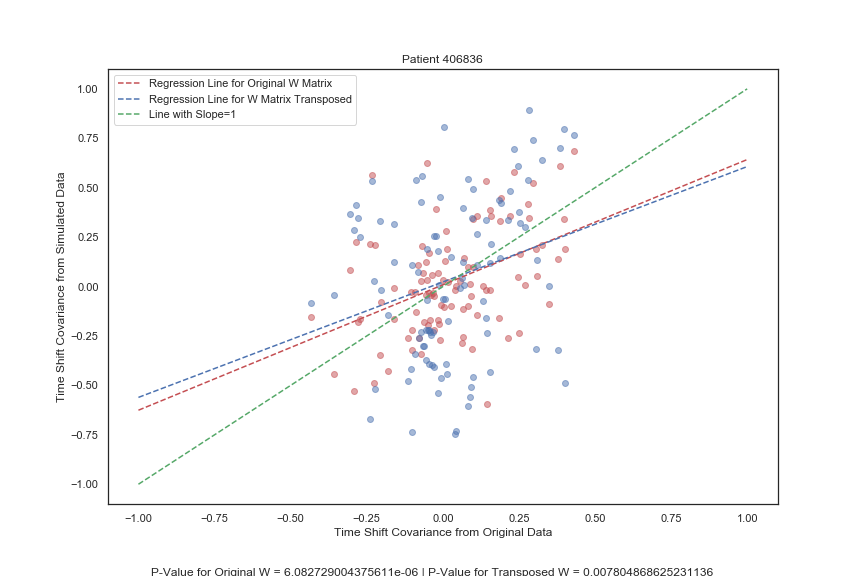 Patient 406836
Regression Line for Original W Matrix
Regression Line for W Matrix Transposed
Line with Slope=1
1.00
0.75
0.50
0.25
0.00
−0.25
−0.50
−0.75
−1.00
Time Shift Covariance from Simulated Data
−1.00 −0.75 −0.50 −0.25 0.00 0.25 0.50 0.75 1.00
Time Shift Covariance from Original Data
P-Value for Original W = 6.082729004375611e-06 | P-Value for Transposed W = 0.007804868625231136